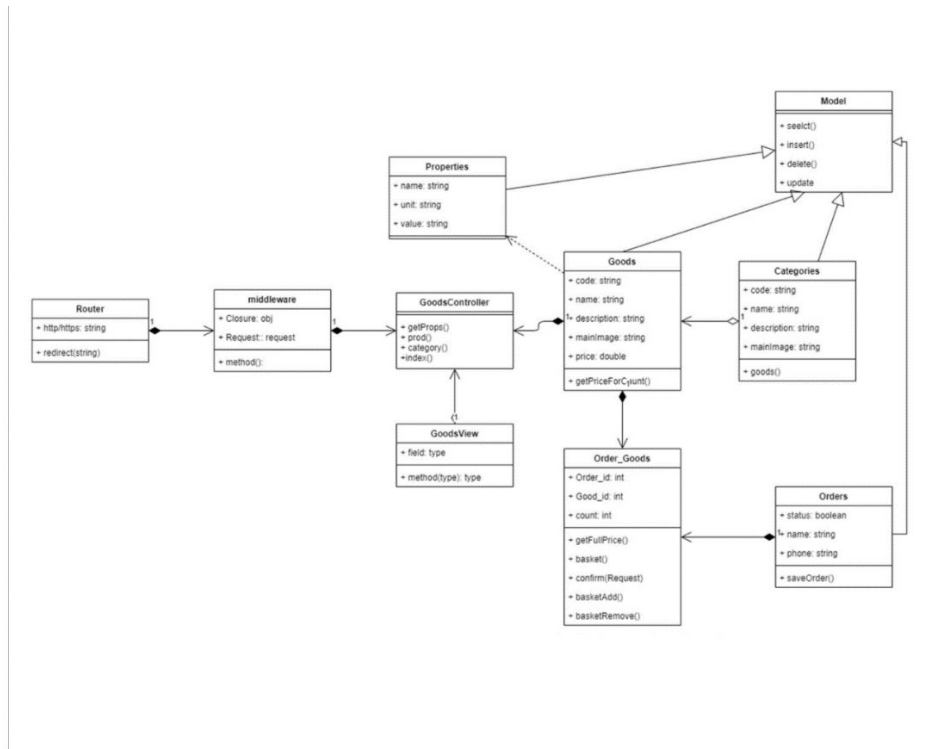 Model
+ seelct()
+ insert()
+ delete()
+ update
Properties
+ name: string
+ unit: string
+ value: string
Goods
+ code: string
+ name: string
+ description: string
+ mainImage: string
+ price: double
+ getPriceForCount()
1
1
Categories
+ code: string
+ name: string
+ description: string
+ mainImage: string
+ goods()
1
Router
+ http/https: string
+ redirect(string)
1
middleware
+ Closure: obj
+ Request:: request
+ method():
1
GoodsController
+ getProps()
+ prod()
+ category()
+index()
1
GoodsView
+ field: type
+ method(type): type
Order_Goods
+ Order_id: int
+ Good_id: int
+ count: int
+ getFullPrice()
+ basket()
+ confirm(Request)
+ basketAdd()
+ basketRemove()
Orders
+ status: boolean
+ name: string
+ phone: string
+ saveOrder()
1